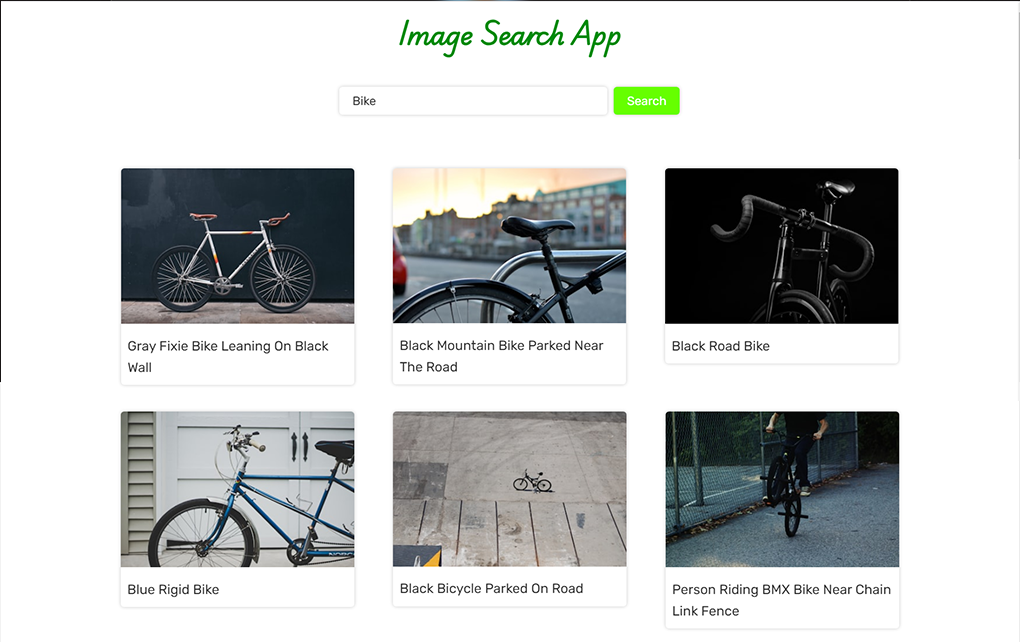 Image Search App
Bike
Search
Gray Fixie Bike Leaning On Black
Wall
Black Mountain Bike Parked Near
The Road
Black Road Bike
Blue Rigid Bike
Black Bicycle Parked On Road
Person Riding BMX Bike Near Chain
Link Fence